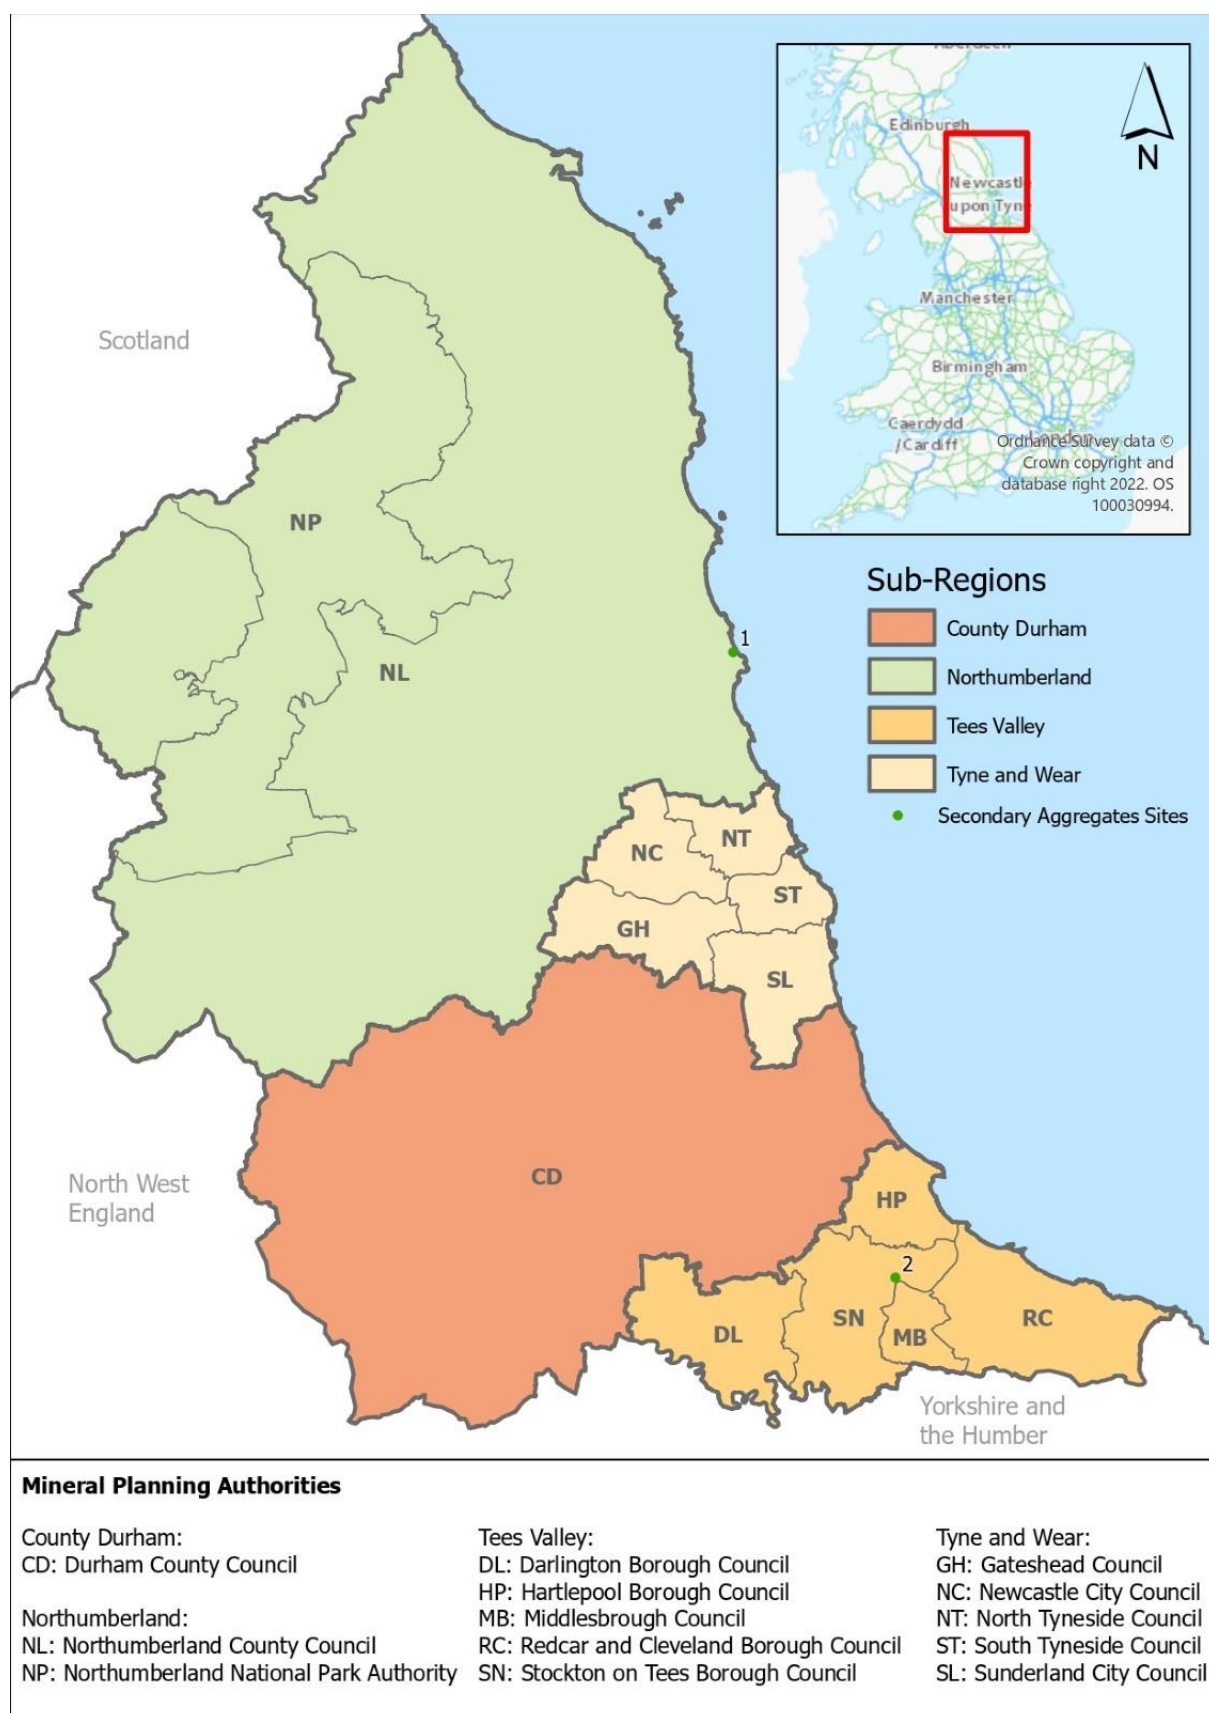 Aberdeen
Edinburgh
N
Newcastle
upon Tyne
Manchester
Birmingham
Caerdydd
/Cardiff
London
Ordnance Survey data ©
Crown copyright and
database right 2022. OS
100030994.
Scotland
NP
NL
1
Sub-Regions
County Durham
Northumberland
Tees Valley
Tyne and Wear
Secondary Aggregates Sites
NC
NT
ST
GH
SL
North West
England
CD
HP
2
SN
MB
RC
DL
Yorkshire and
the Humber
Mineral Planning Authorities
County Durham:
CD: Durham County Council
Northumberland:
NL: Northumberland County Council
NP: Northumberland National Park Authority
Tees Valley:
DL: Darlington Borough Council
HP: Hartlepool Borough Council
MB: Middlesbrough Council
RC: Redcar and Cleveland Borough Council
SN: Stockton on Tees Borough Council
Tyne and Wear:
GH: Gateshead Council
NC: Newcastle City Council
NT: North Tyneside Council
ST: South Tyneside Council
SL: Sunderland City Council